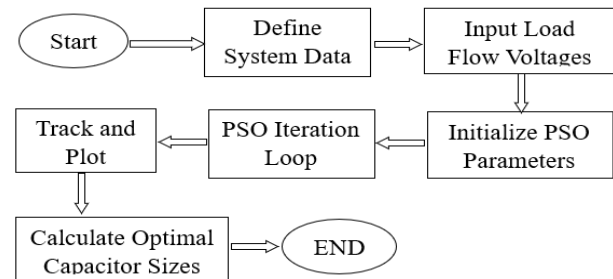 Start
Define
System Data
Input Load
Flow Voltages
Track and
Plot
PSO Iteration
Loop
Initialize PSO
Parameters
Calculate Optimal
Capacitor Sizes
END